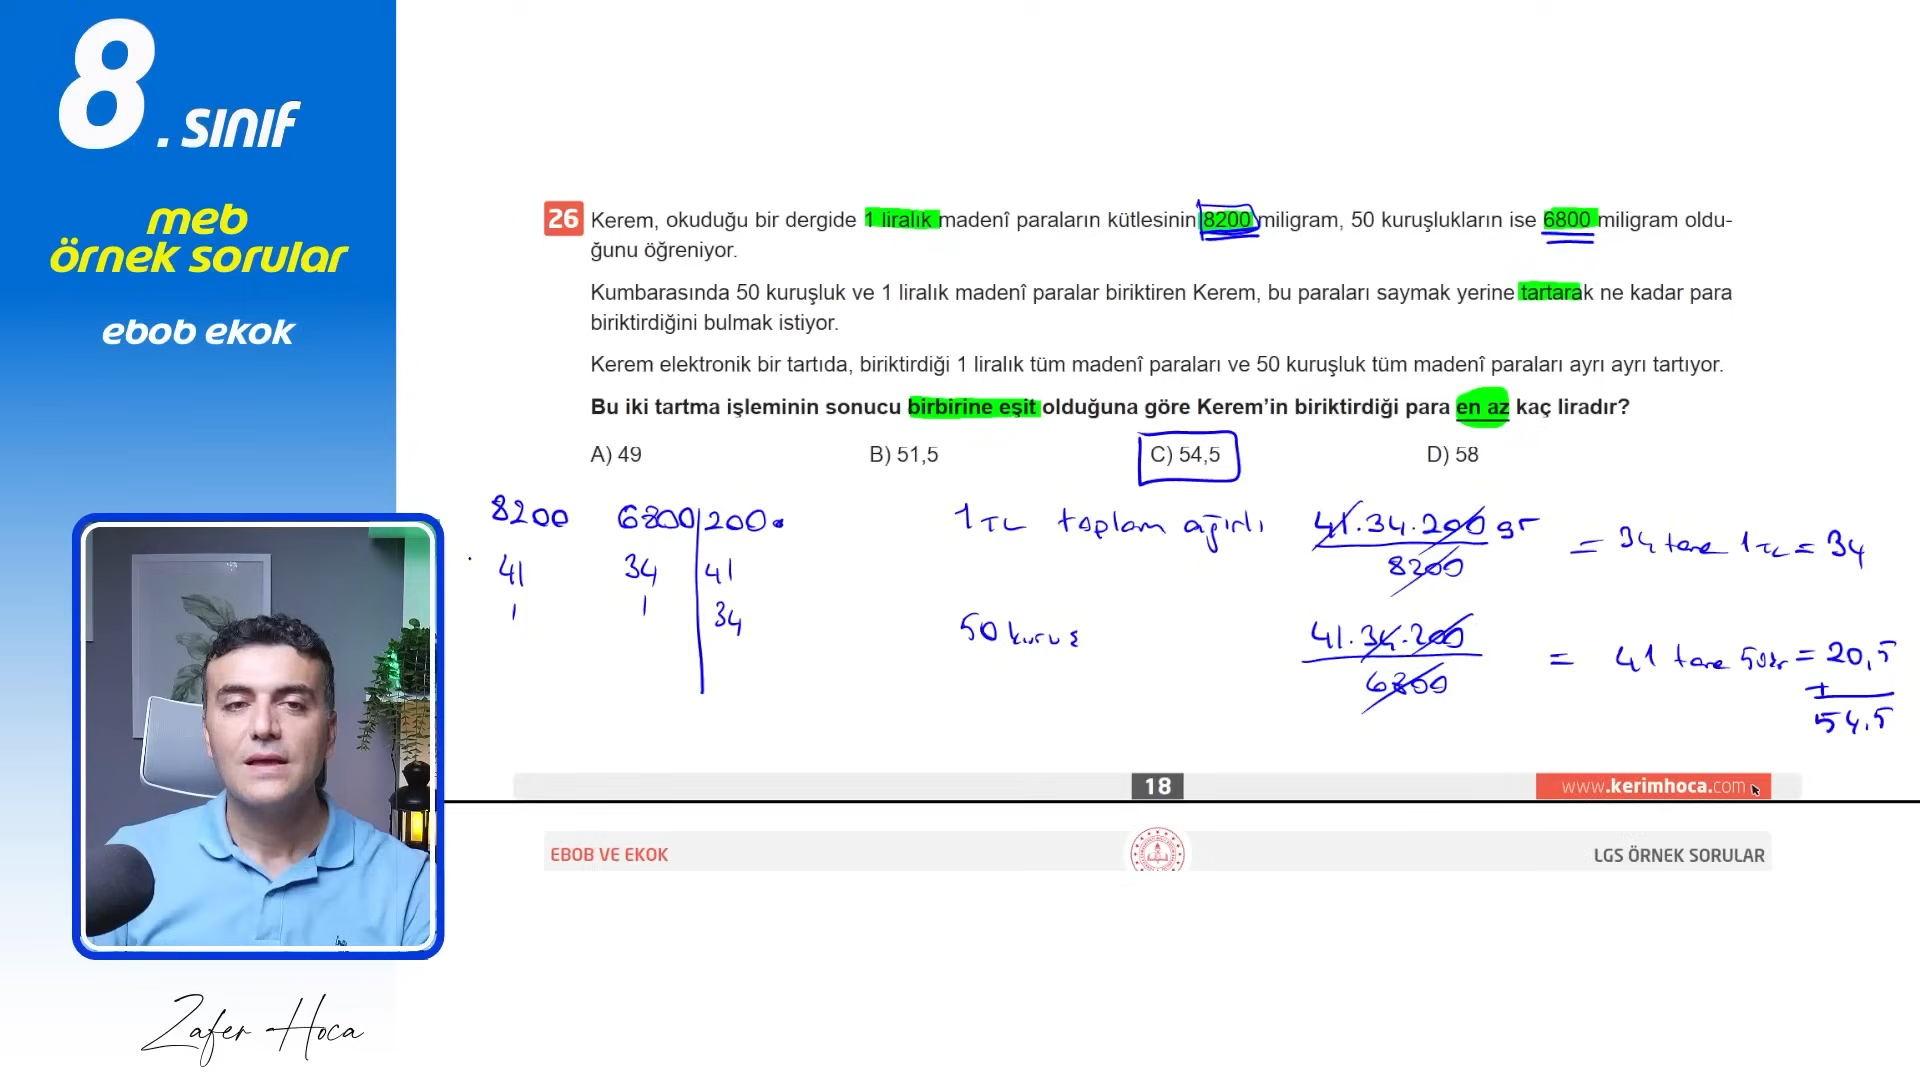 8. sınıf
meb
örnek sorular
ebob ekok
26 Kerem, okuduğu bir dergide 1 liralık madenî paraların kütlesinin 8200 miligram, 50 kuruşlukların ise 6800 miligram oldu-
ğunu öğreniyor.
Kumbarasında 50 kuruşluk ve 1 liralık madenî paralar biriktiren Kerem, bu paraları saymak yerine tartarak ne kadar para
biriktirdiğini bulmak istiyor.
Kerem elektronik bir tartıda, biriktirdiği 1 liralık tüm madenî paraları ve 50 kuruşluk tüm madenî paraları ayrı ayrı tartıyor.
Bu iki tartma işleminin sonucu birbirine eşit olduğuna göre Kerem’in biriktirdiği para en az kaç liradır?
A) 49 B) 51,5 C) 54,5 D) 58
8200 6800 200
41 34 41
1 1 34
1 TL toplam ağırlı 41.34.200 gr
8200
= 34 tane 1 TL = 34
50 kuruş 41.34.200
6800
= 41 tane 50kr = 20,5
+
54,5
18
www.kerimhoca.com
EBOB VE EKOK
LGS ÖRNEK SORULAR
Zafer Hoca